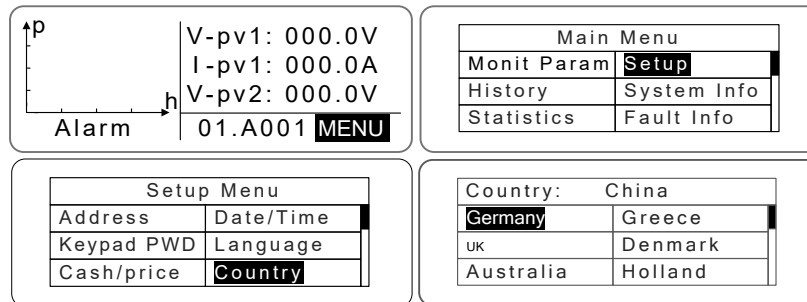 p
V-pv1: 000.0V
I-pv1: 000.0A
V-pv2: 000.0V
h
Alarm 01.A001 MENU
Main Menu
Monit Param Setup
History System Info
Statistics Fault Info
Setup Menu
Address Date/Time
Keypad PWD Language
Cash/price Country
Country: China
Germany Greece
UK Denmark
Australia Holland